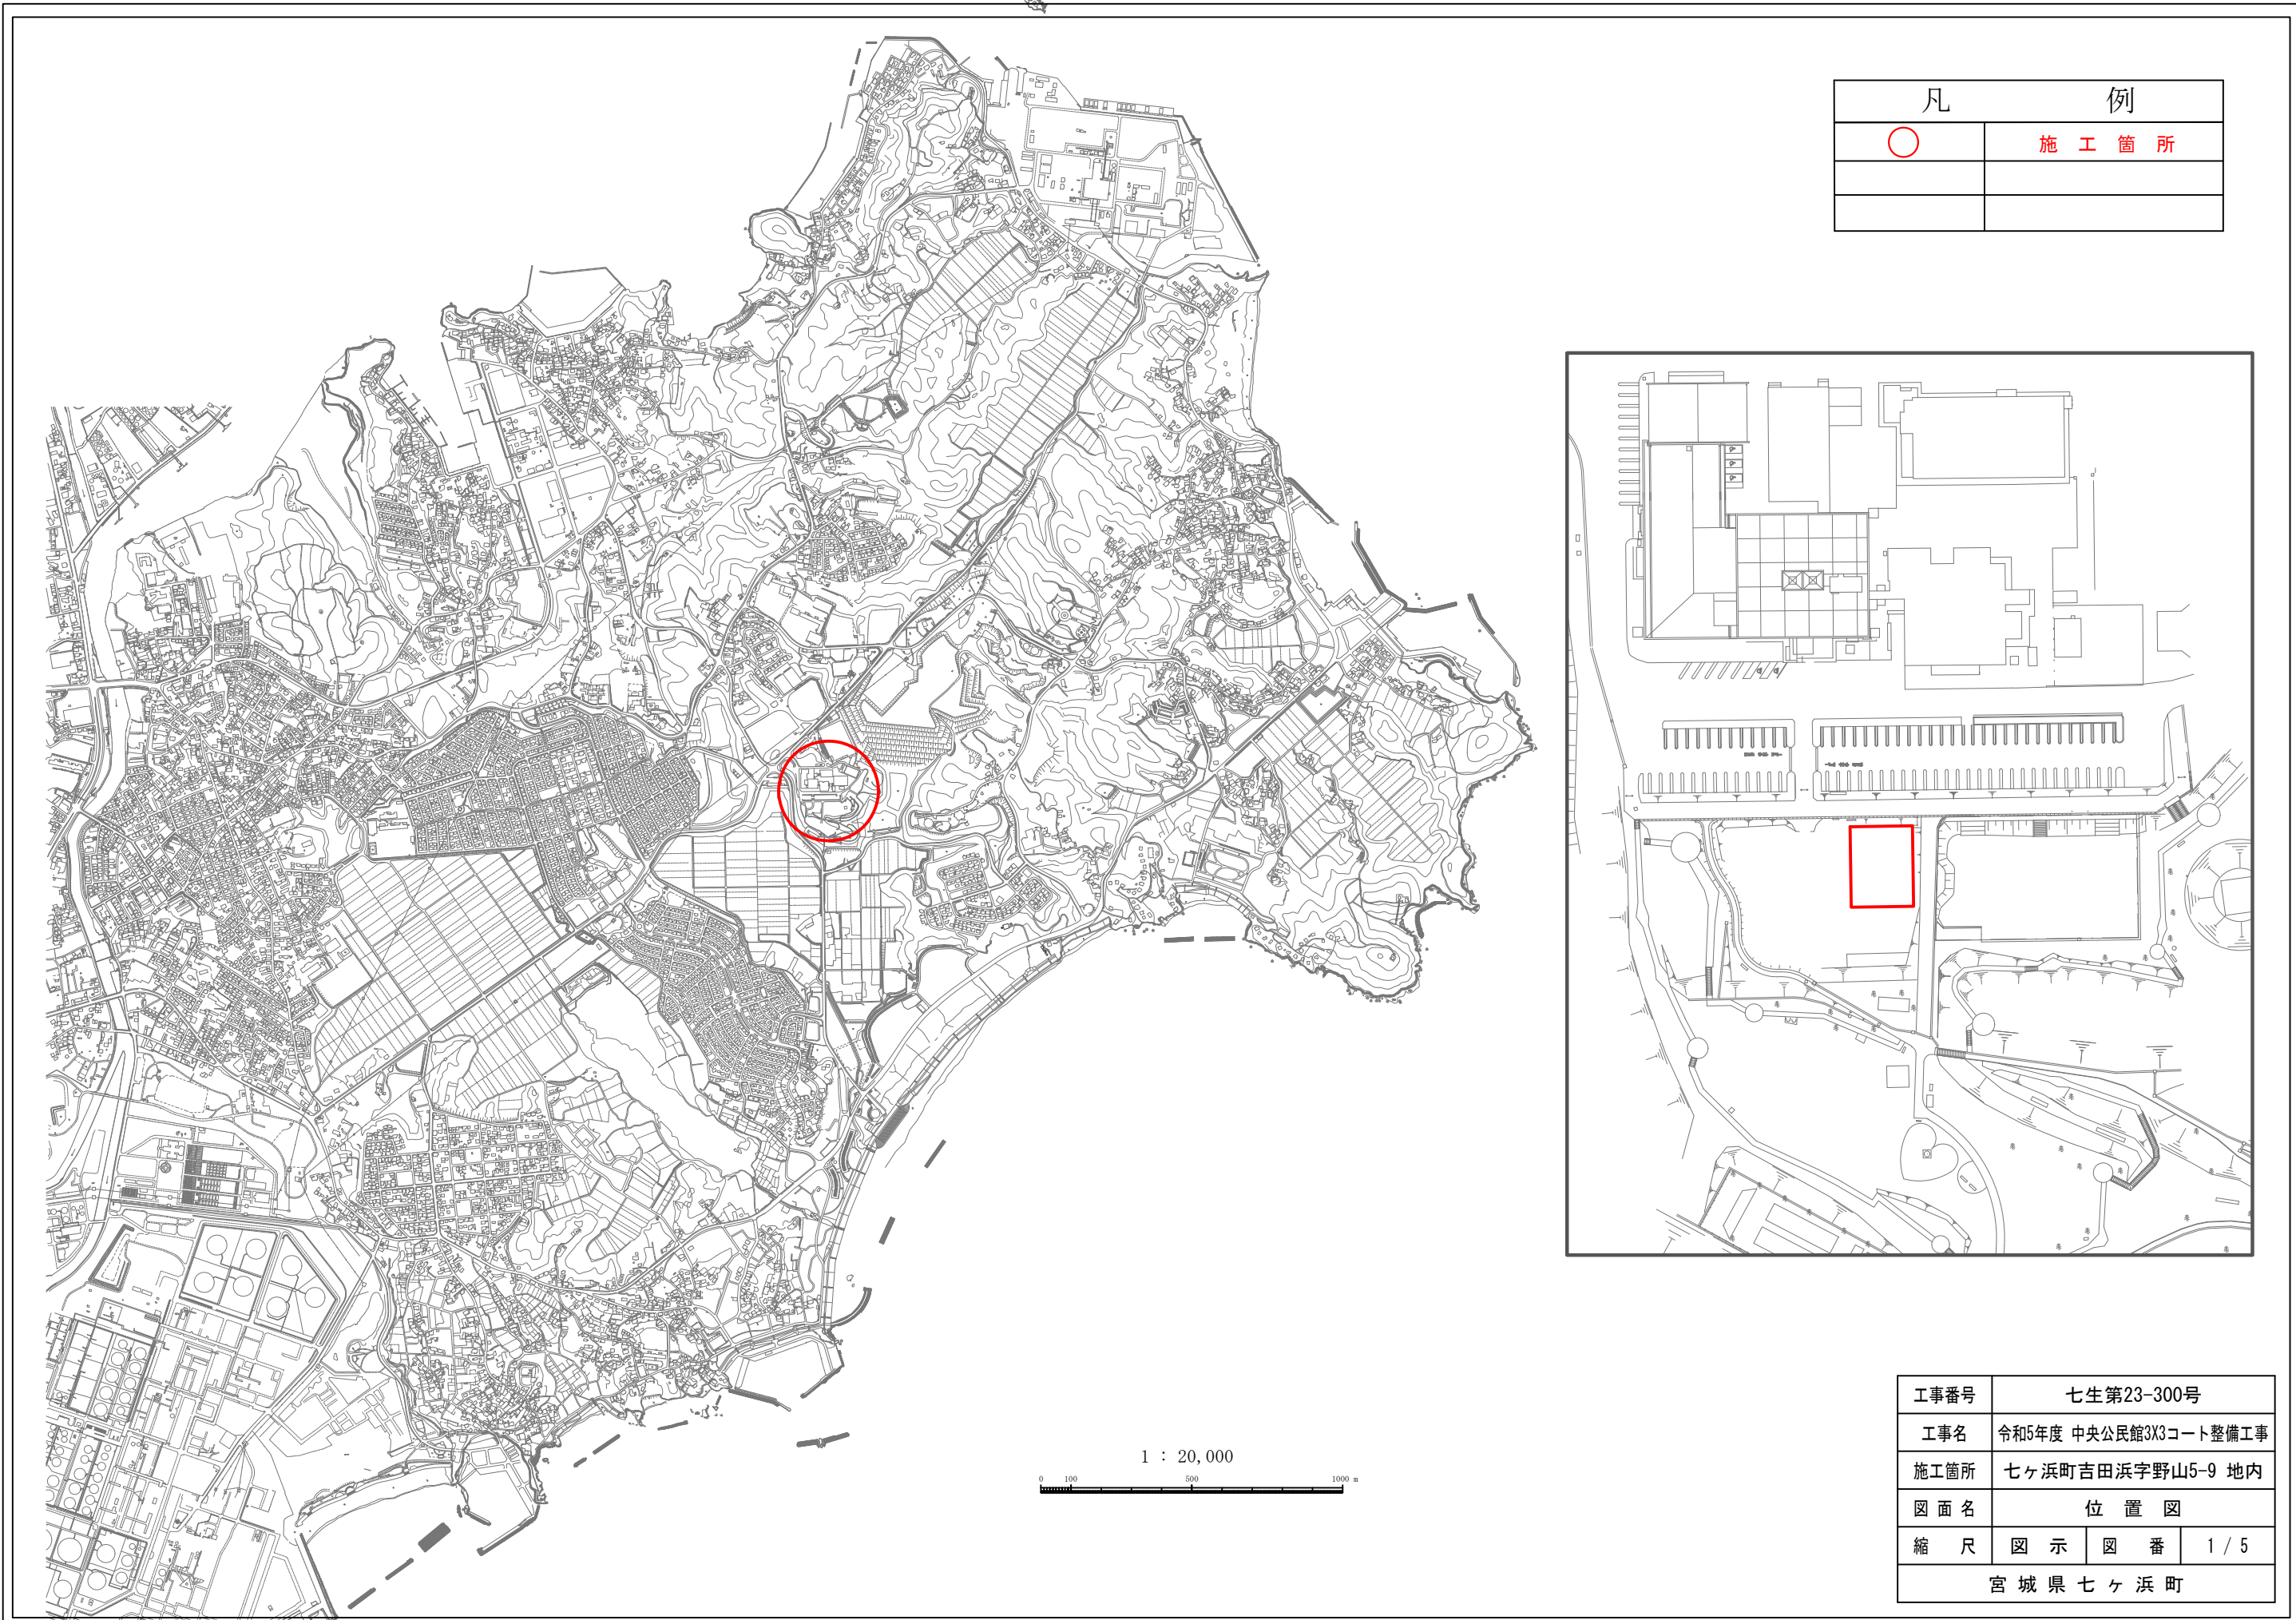 凡 例
施工箇所
1 : 20,000
0 100 500 1000 m
工事番号 七生第23-300号
工事名 令和5年度 中央公民館3X3コート整備工事
施工箇所 七ヶ浜町吉田浜字野山5-9 地内
図面名 位置図
縮尺 図示 図番 1 / 5
宮城県七ヶ浜町